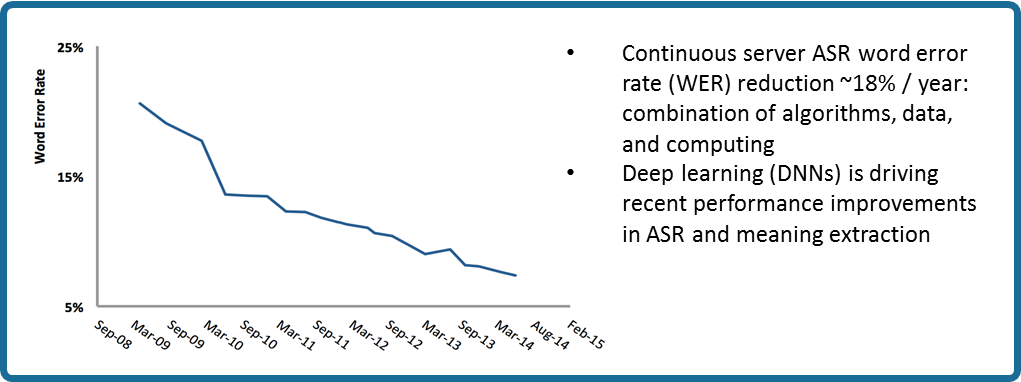 25%
Word Error Rate
15%
5%
Sep-08
Mar-09
Sep-09
Mar-10
Sep-10
Mar-11
Sep-11
Mar-12
Sep-12
Mar-13
Sep-13
Mar-14
Aug-14
Feb-15
• Continuous server ASR word error
rate (WER) reduction ~18% / year:
combination of algorithms, data,
and computing
• Deep learning (DNNs) is driving
recent performance improvements
in ASR and meaning extraction